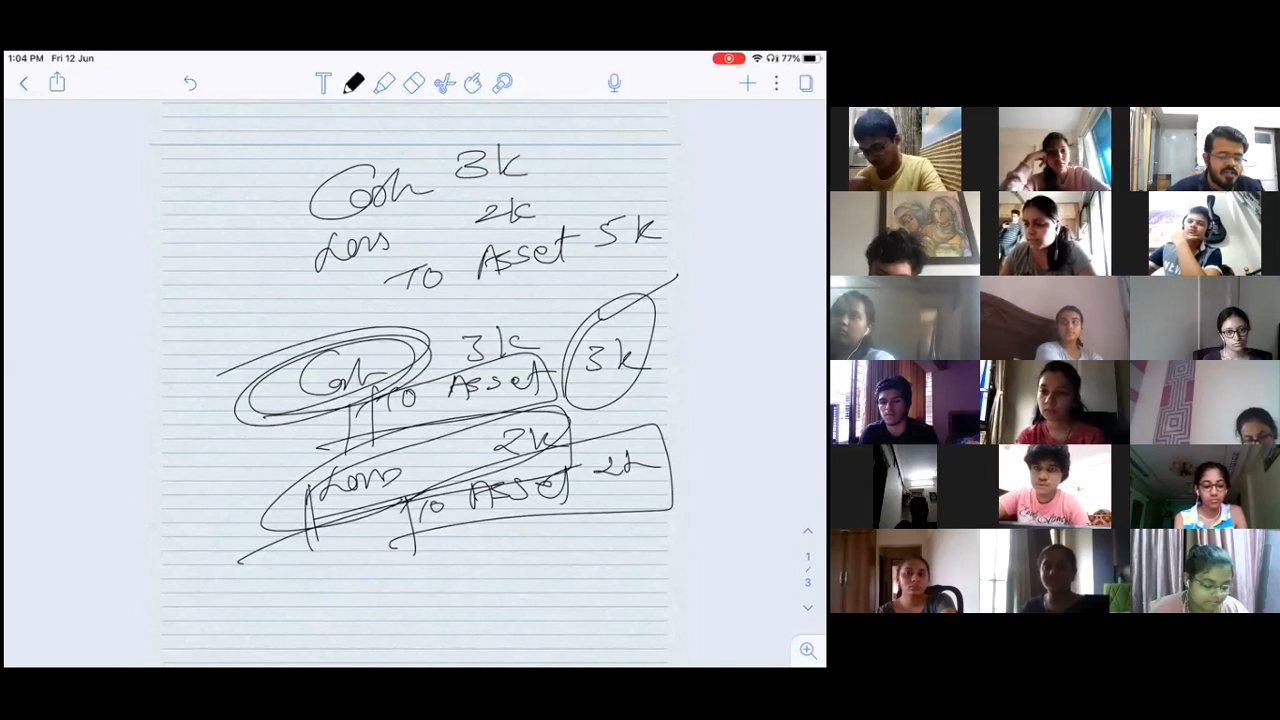 1:04 PM Fri 12 Jun 77%
T
Cash 3k
Loss 2k
To Asset 5k
Cash 3k
To Asset 3k
Loss 2k
To Asset 2k
1
/
3